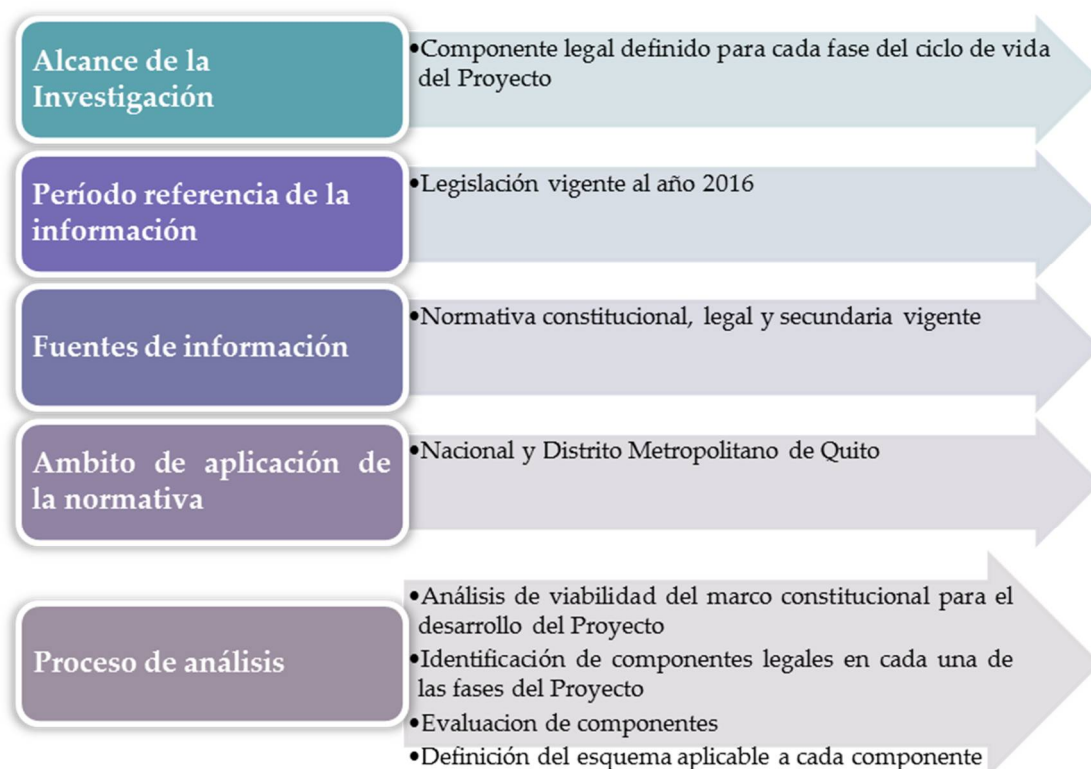 Alcance de la
Investigación
•Componente legal definido para cada fase del ciclo de vida
del Proyecto
Período referencia de la
información
•Legislación vigente al año 2016
Fuentes de información
•Normativa constitucional, legal y secundaria vigente
Ambito de aplicación de
la normativa
•Nacional y Distrito Metropolitano de Quito
Proceso de análisis
•Análisis de viabilidad del marco constitucional para el
desarrollo del Proyecto
•Identificación de componentes legales en cada una de
las fases del Proyecto
•Evaluacion de componentes
•Definición del esquema aplicable a cada componente